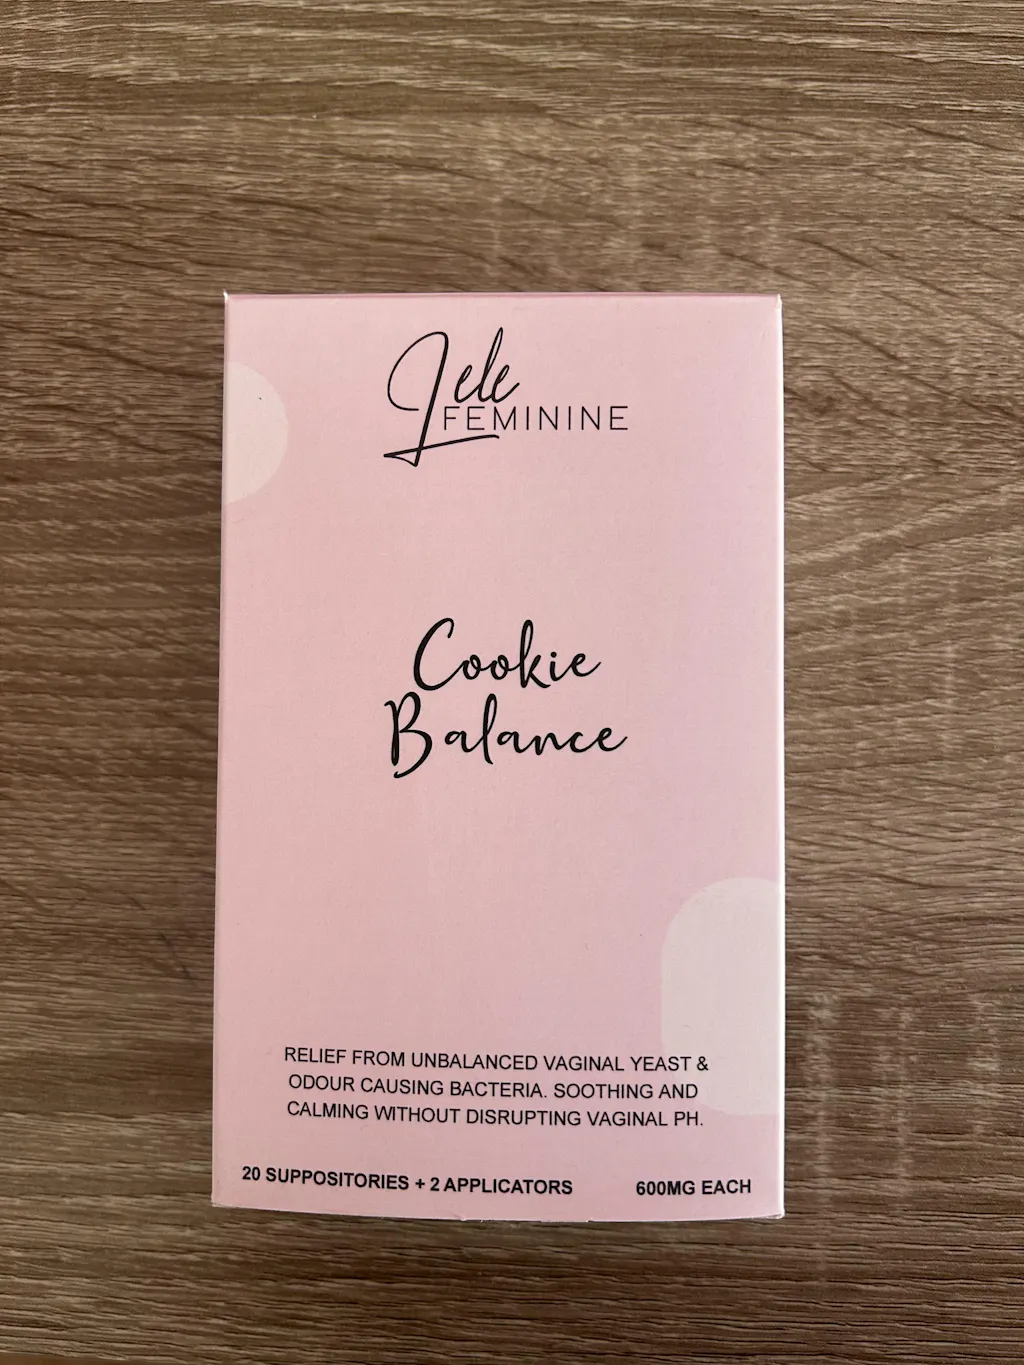 Lele
FEMININE
Cookie
Balance
RELIEF FROM UNBALANCED VAGINAL YEAST &
ODOUR CAUSING BACTERIA. SOOTHING AND
CALMING WITHOUT DISRUPTING VAGINAL PH.
20 SUPPOSITORIES + 2 APPLICATORS 600MG EACH